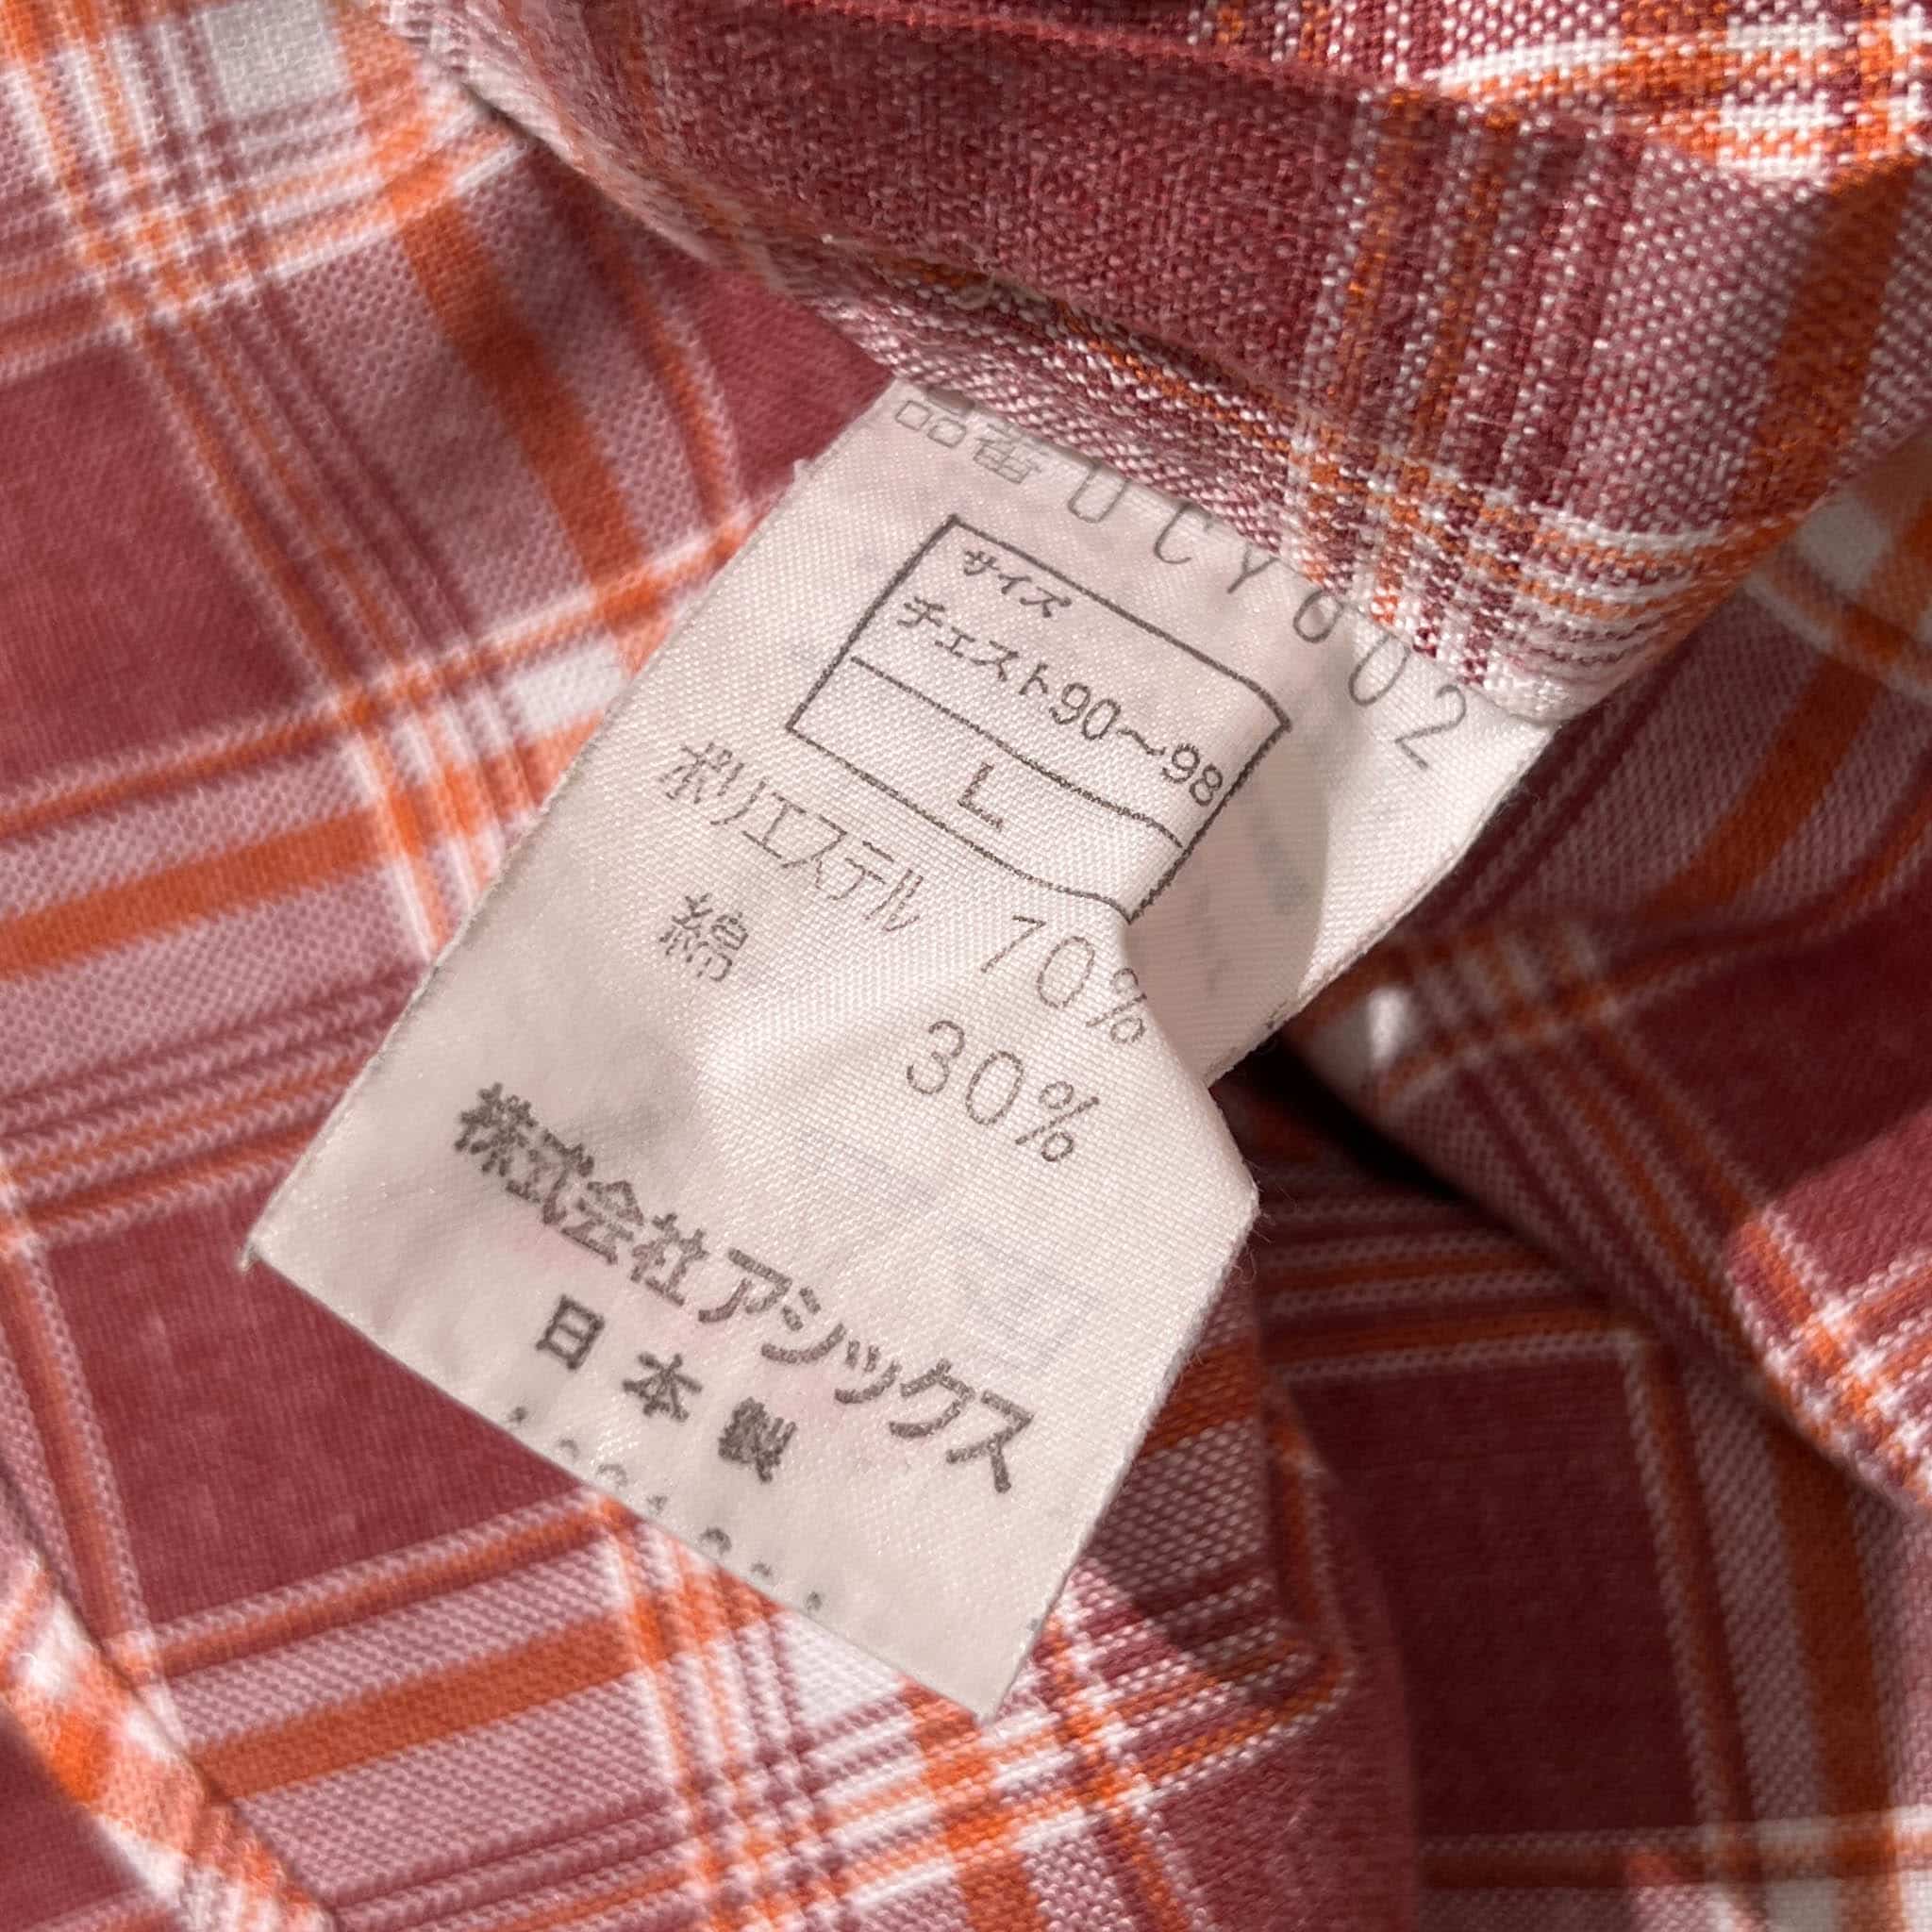 品番UCY602
サイズ
チェスト90〜98
L
ポリエステル 70%
綿 30%
株式会社アシックス
日本製